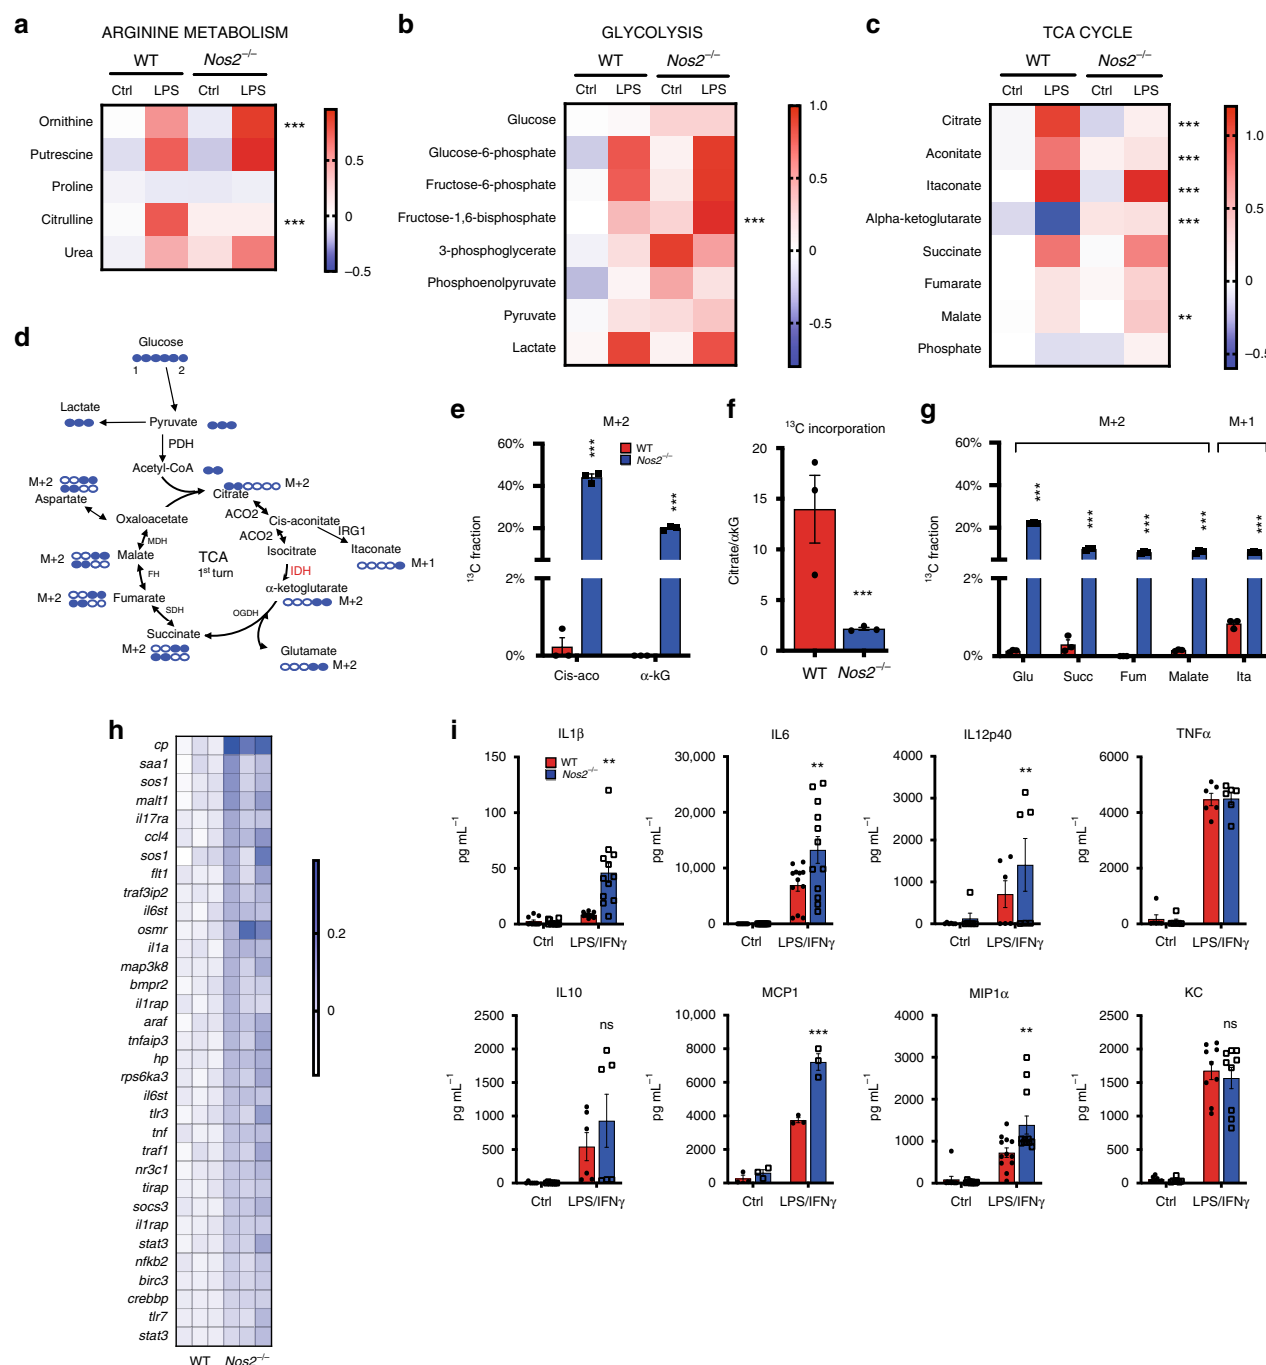 a
ARGININE METABOLISM
WT Nos2−/−
Ctrl LPS Ctrl LPS
Ornithine ***
Putrescine
Proline
Citrulline ***
Urea
0.5
0
−0.5
b
GLYCOLYSIS
WT Nos2−/−
Ctrl LPS Ctrl LPS
Glucose
Glucose-6-phosphate
Fructose-6-phosphate
Fructose-1,6-bisphosphate ***
3-phosphoglycerate
Phosphoenolpyruvate
Pyruvate
Lactate
1.0
0.5
0
-0.5
c
TCA CYCLE
WT Nos2−/−
Ctrl LPS Ctrl LPS
Citrate ***
Aconitate ***
Itaconate ***
Alpha-ketoglutarate ***
Succinate
Fumarate
Malate **
Phosphate
1.0
0.5
0
−0.5
d
Glucose
1 2
Lactate
Pyruvate
PDH
Acetyl-CoA
M+2
Aspartate
Citrate M+2
ACO2
Oxaloacetate
Cis-aconitate
IRG1
ACO2
MDH
M+2 Malate
TCA
1st turn
Isocitrate
Itaconate
M+1
FH
IDH
α-ketoglutarate
M+2 Fumarate
M+2
SDH
OGDH
Succinate
M+2
Glutamate
M+2
e
M+2
WT
Nos2−/−
13C fraction
60%
40%
20%
2%
0%
***
***
Cis-aco α-kG
f
13C incorporation
Citrate/αkG
20
15
10
5
0
***
WT Nos2−/−
g
M+2 M+1
13C fraction
60%
40%
20%
2%
0%
*** *** *** *** ***
Glu Succ Fum Malate Ita
h
cp
saa1
sos1
malt1
il17ra
ccl4
sos1
flt1
traf3ip2
il6st
osmr
il1a
map3k8
bmpr2
il1rap
araf
tnfaip3
hp
rps6ka3
il6st
tlr3
tnf
traf1
nr3c1
tirap
socs3
il1rap
stat3
nfkb2
birc3
crebbp
tlr7
stat3
WT Nos2−/−
0.2
0
i
IL1β
WT
Nos2−/−
**
pg mL−1
150
100
50
0
Ctrl LPS/IFNγ
IL6
**
pg mL−1
30,000
20,000
10,000
0
Ctrl LPS/IFNγ
IL12p40
**
pg mL−1
4000
3000
2000
1000
0
Ctrl LPS/IFNγ
TNFα
pg mL−1
6000
4000
2000
0
Ctrl LPS/IFNγ
IL10
ns
pg mL−1
2500
2000
1500
1000
500
0
Ctrl LPS/IFNγ
MCP1
***
pg mL−1
10,000
8000
6000
4000
2000
0
Ctrl LPS/IFNγ
MIP1α
**
pg mL−1
4000
3000
2000
1000
0
Ctrl LPS/IFNγ
KC
ns
pg mL−1
2500
2000
1500
1000
500
0
Ctrl LPS/IFNγ